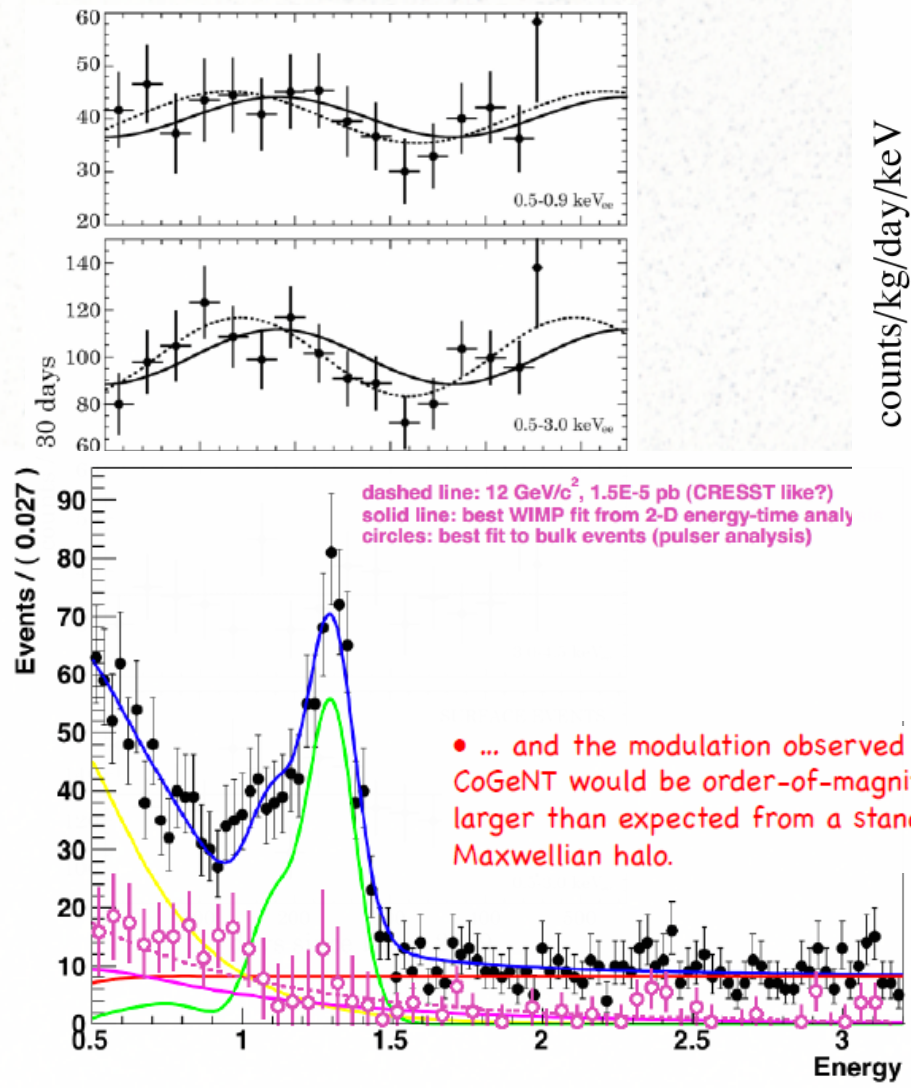 60
50
40
30
20
0.5-0.9 keVee
140
120
100
80
60
0.5-3.0 keVee
30 days
counts/kg/day/keV
Events / ( 0.027 )
90
80
70
60
50
40
30
20
10
0
dashed line: 12 GeV/c2, 1.5E-5 pb (CRESST like?)
solid line: best WIMP fit from 2-D energy-time analy
circles: best fit to bulk events (pulser analysis)
• ... and the modulation observed
CoGeNT would be order-of-magni
larger than expected from a stand
Maxwellian halo.
0.5 1 1.5 2 2.5 3
Energy